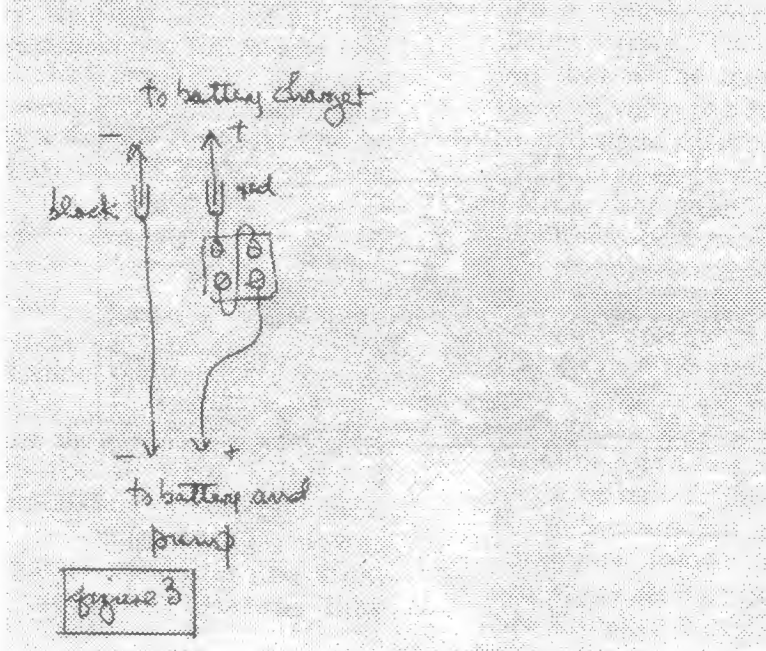 to battery charger
- +
black red
- +
to battery and
pump
figure 3